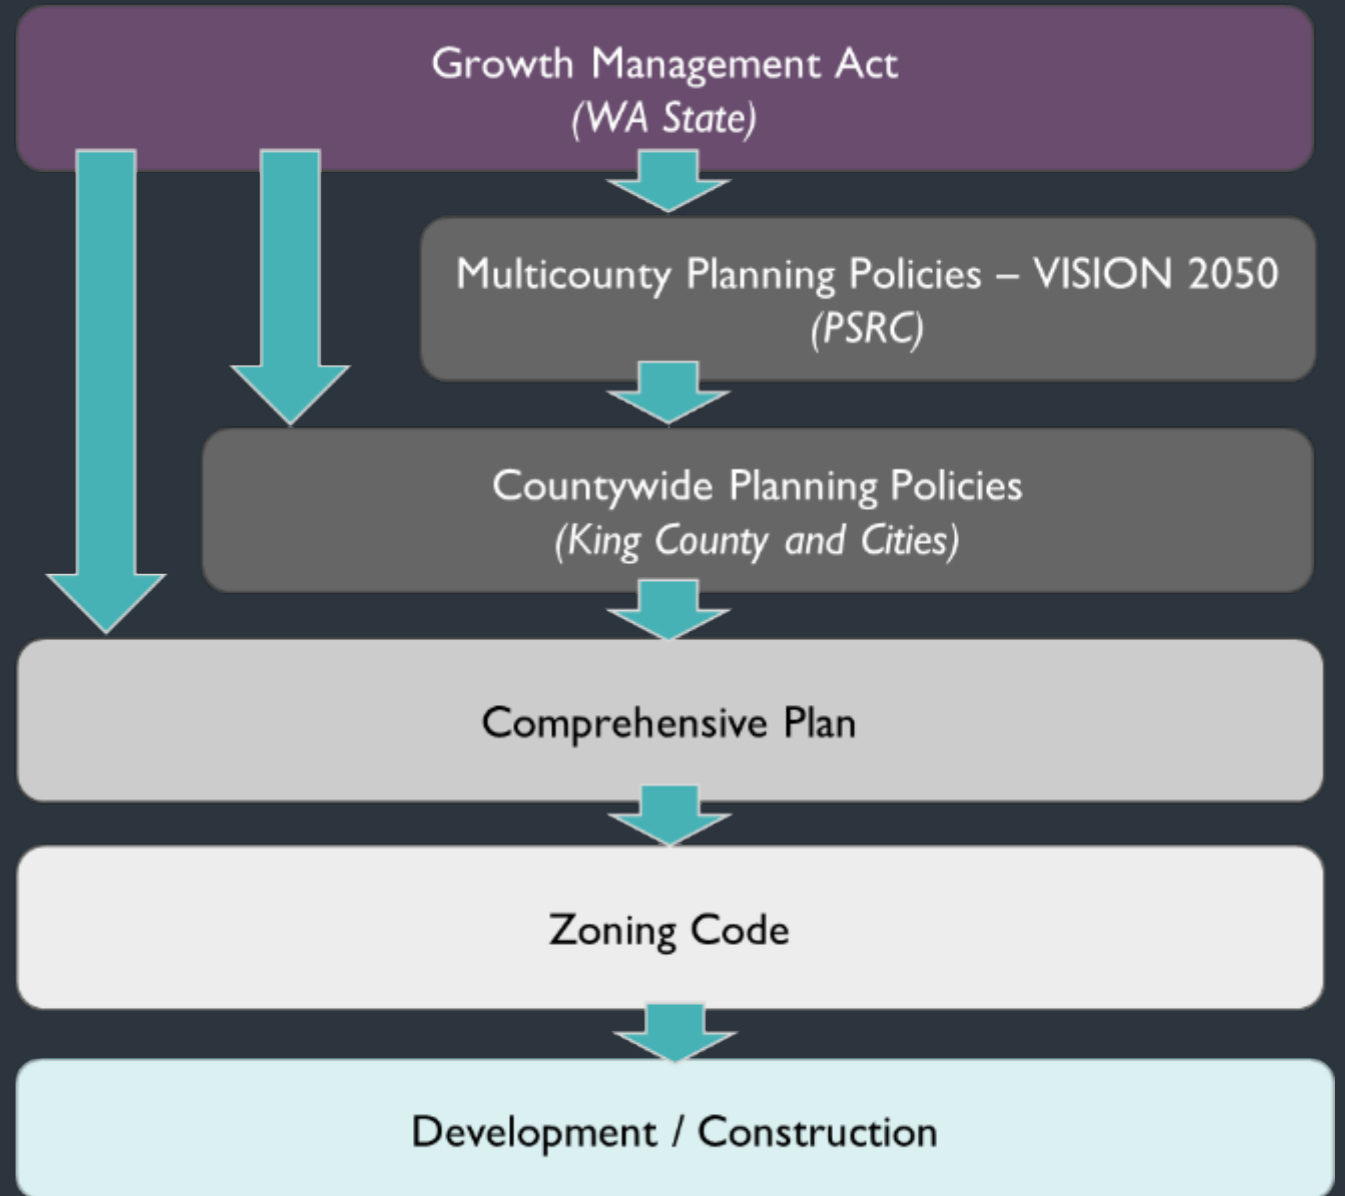 Growth Management Act
(WA State)
Multicounty Planning Policies – VISION 2050
(PSRC)
Countywide Planning Policies
(King County and Cities)
Comprehensive Plan
Zoning Code
Development / Construction